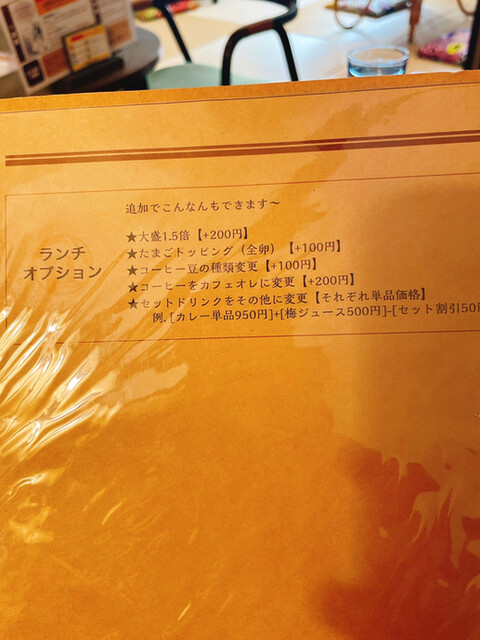 追加でこんなんもできます〜
ランチ
オプション
★大盛1.5倍【+200円】
★たまごトッピング（全卵）【+100円】
★コーヒー豆の種類変更【+100円】
★コーヒーをカフェオレに変更【+200円】
★セットドリンクをその他に変更【それぞれ単品価格】
例．[カレー単品950円]+[梅ジュース500円]-[セット割引50円